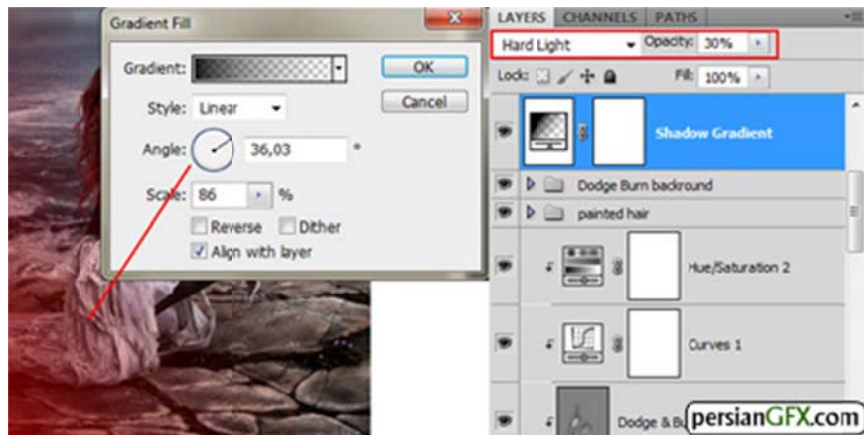 Gradient Fill
Gradient:
OK
Style: Linear
Cancel
Angle: 36,03 °
Scale: 86 %
Reverse Dither
Align with layer
LAYERS CHANNELS PATHS
Hard Light Opacity: 30%
Lock: Fill: 100%
Shadow Gradient
Dodge Burn backround
painted hair
Hue/Saturation 2
Curves 1
Dodge & Bu
persianGFX.com